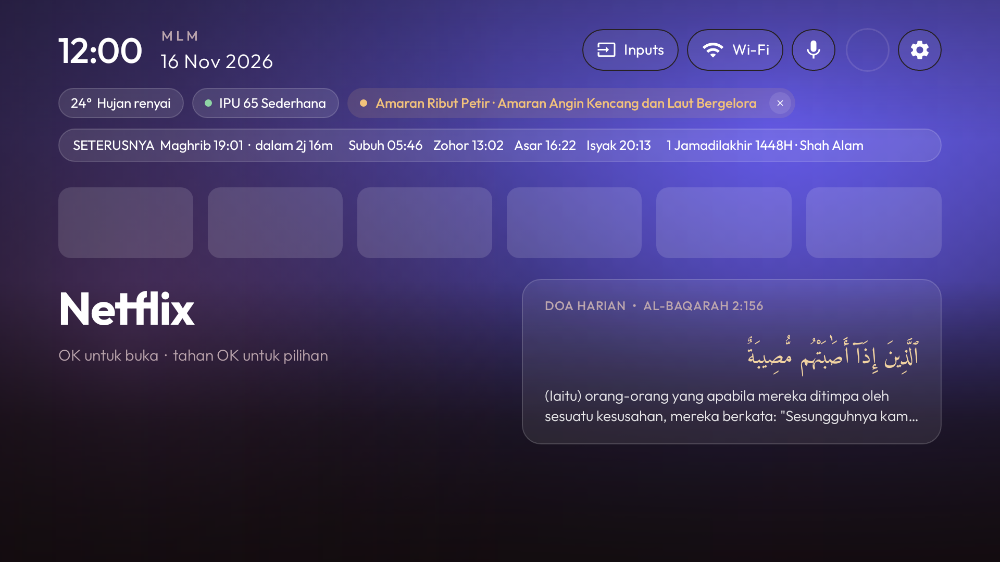 12:00
MLM
16 Nov 2026
Inputs
Wi-Fi
24° Hujan renyai
IPU 65 Sederhana
Amaran Ribut Petir · Amaran Angin Kencang dan Laut Bergelora
SETERUSNYA Maghrib 19:01 · dalam 2j 16m Subuh 05:46 Zohor 13:02 Asar 16:22 Isyak 20:13 1 Jamadilakhir 1448H · Shah Alam
Netflix
OK untuk buka · tahan OK untuk pilihan
DOA HARIAN • AL-BAQARAH 2:156
ٱلَّذِينَ إِذَآ أَصَٰبَتْهُم مُّصِيبَةٌ
(Iaitu) orang-orang yang apabila mereka ditimpa oleh
sesuatu kesusahan, mereka berkata: "Sesungguhnya kam…